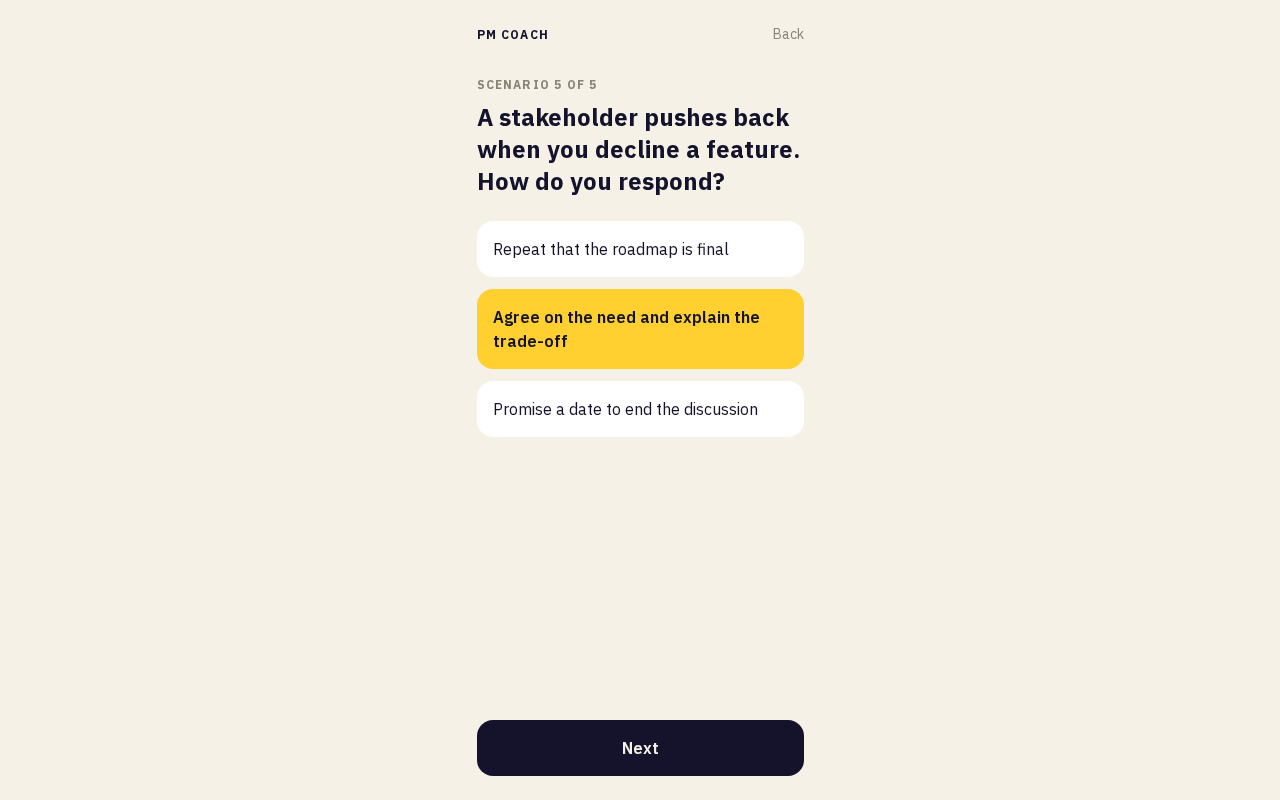 PM COACH
Back
SCENARIO 5 OF 5
A stakeholder pushes back
when you decline a feature.
How do you respond?
Repeat that the roadmap is final
Agree on the need and explain the
trade-off
Promise a date to end the discussion
Next